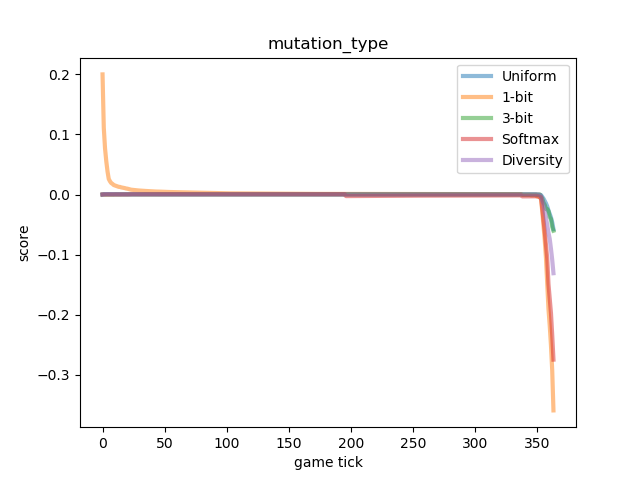 mutation_type
score
0.2
0.1
0.0
−0.1
−0.2
−0.3
Uniform
1-bit
3-bit
Softmax
Diversity
0 50 100 150 200 250 300 350
game tick